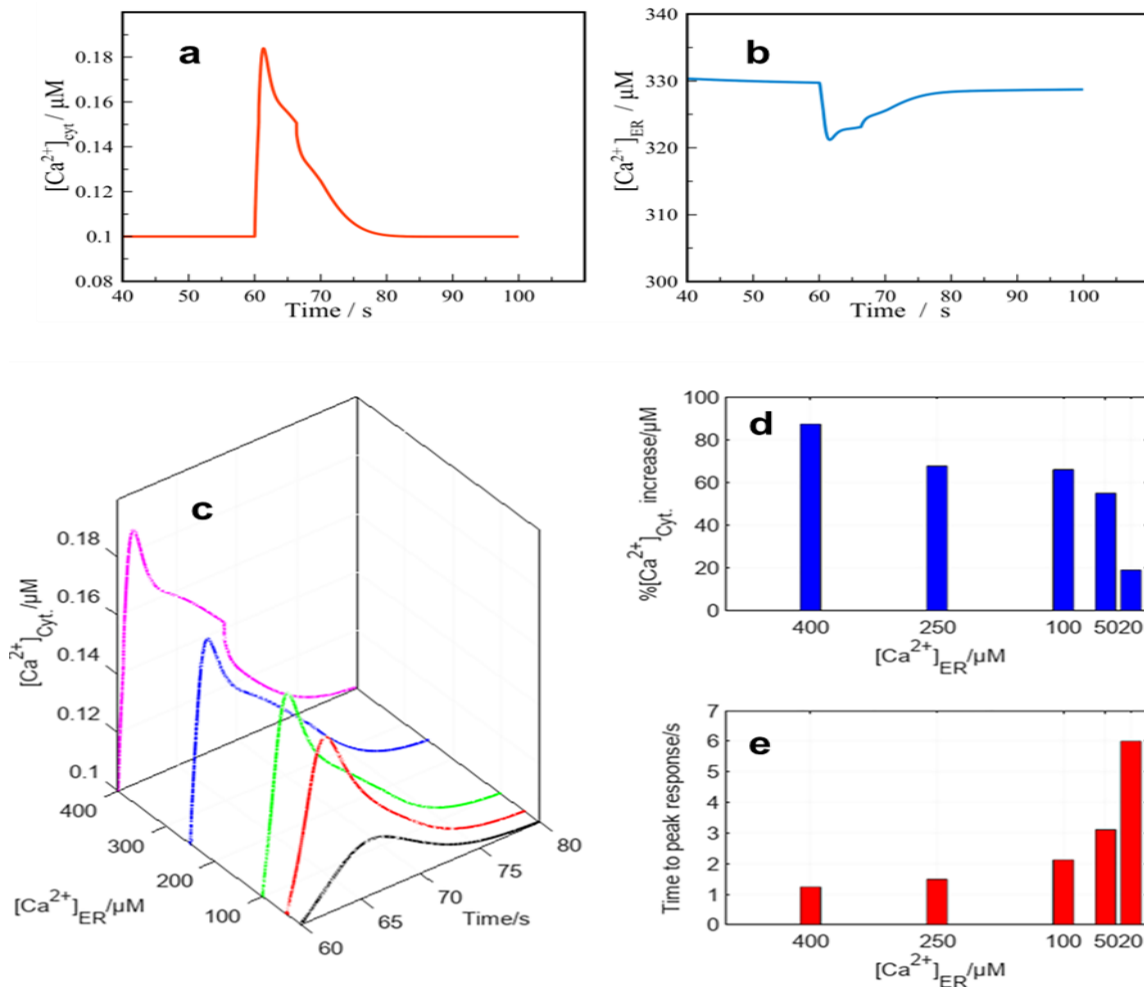 a
[Ca²⁺]cyt / μM
0.18
0.16
0.14
0.12
0.1
0.08
40 50 60 70 80 90 100
Time / s
b
[Ca²⁺]ER / μM
340
330
320
310
300
40 50 60 70 80 90 100
Time / s
c
[Ca²⁺]Cyt./μM
0.18
0.16
0.14
0.12
0.1
400
300
200
100
[Ca²⁺]ER/μM
60
65
70
75
80
Time/s
d
%[Ca²⁺]Cyt. increase/μM
100
80
60
40
20
0
400 250 100 50 20
[Ca²⁺]ER/μM
e
Time to peak response/s
7
6
5
4
3
2
1
0
400 250 100 50 20
[Ca²⁺]ER/μM